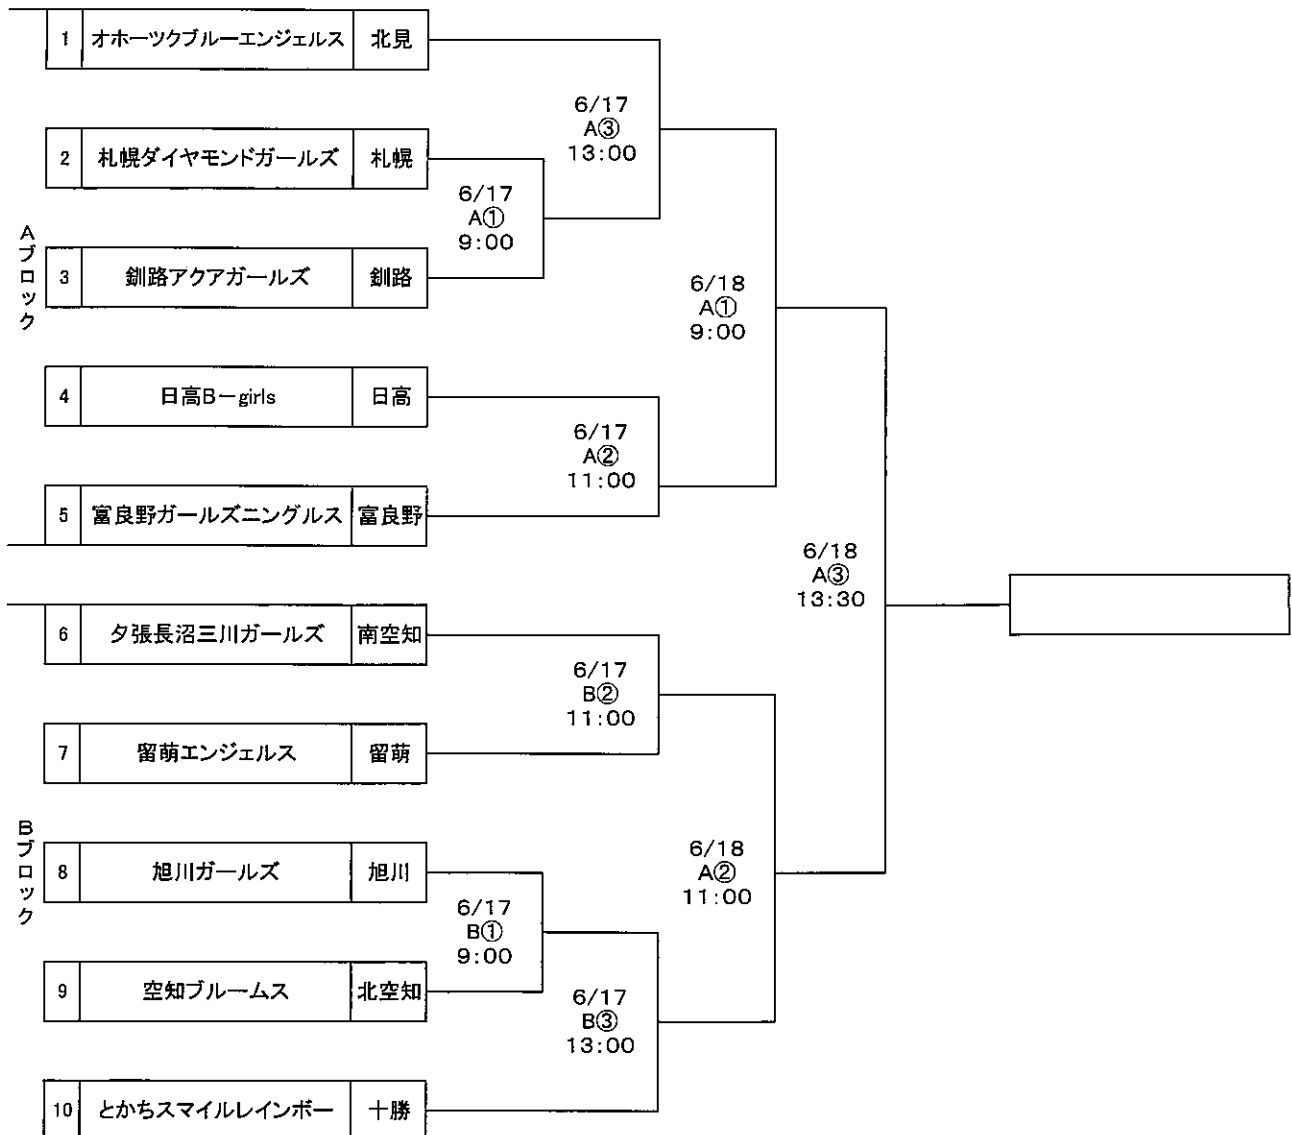 1 オホーツクブルーエンジェルス 北見
6/17
A③
13:00
2 札幌ダイヤモンドガールズ 札幌
6/17
A①
9:00
Aブロック
3 釧路アクアガールズ 釧路
6/18
A①
9:00
4 日高B－girls 日高
6/17
A②
11:00
5 富良野ガールズニングルス 富良野
6/18
A③
13:30
6 夕張長沼三川ガールズ 南空知
6/17
B②
11:00
7 留萌エンジェルス 留萌
Bブロック
8 旭川ガールズ 旭川
6/18
A②
11:00
6/17
B①
9:00
9 空知ブルームス 北空知
6/17
B③
13:00
10 とかちスマイルレインボー 十勝